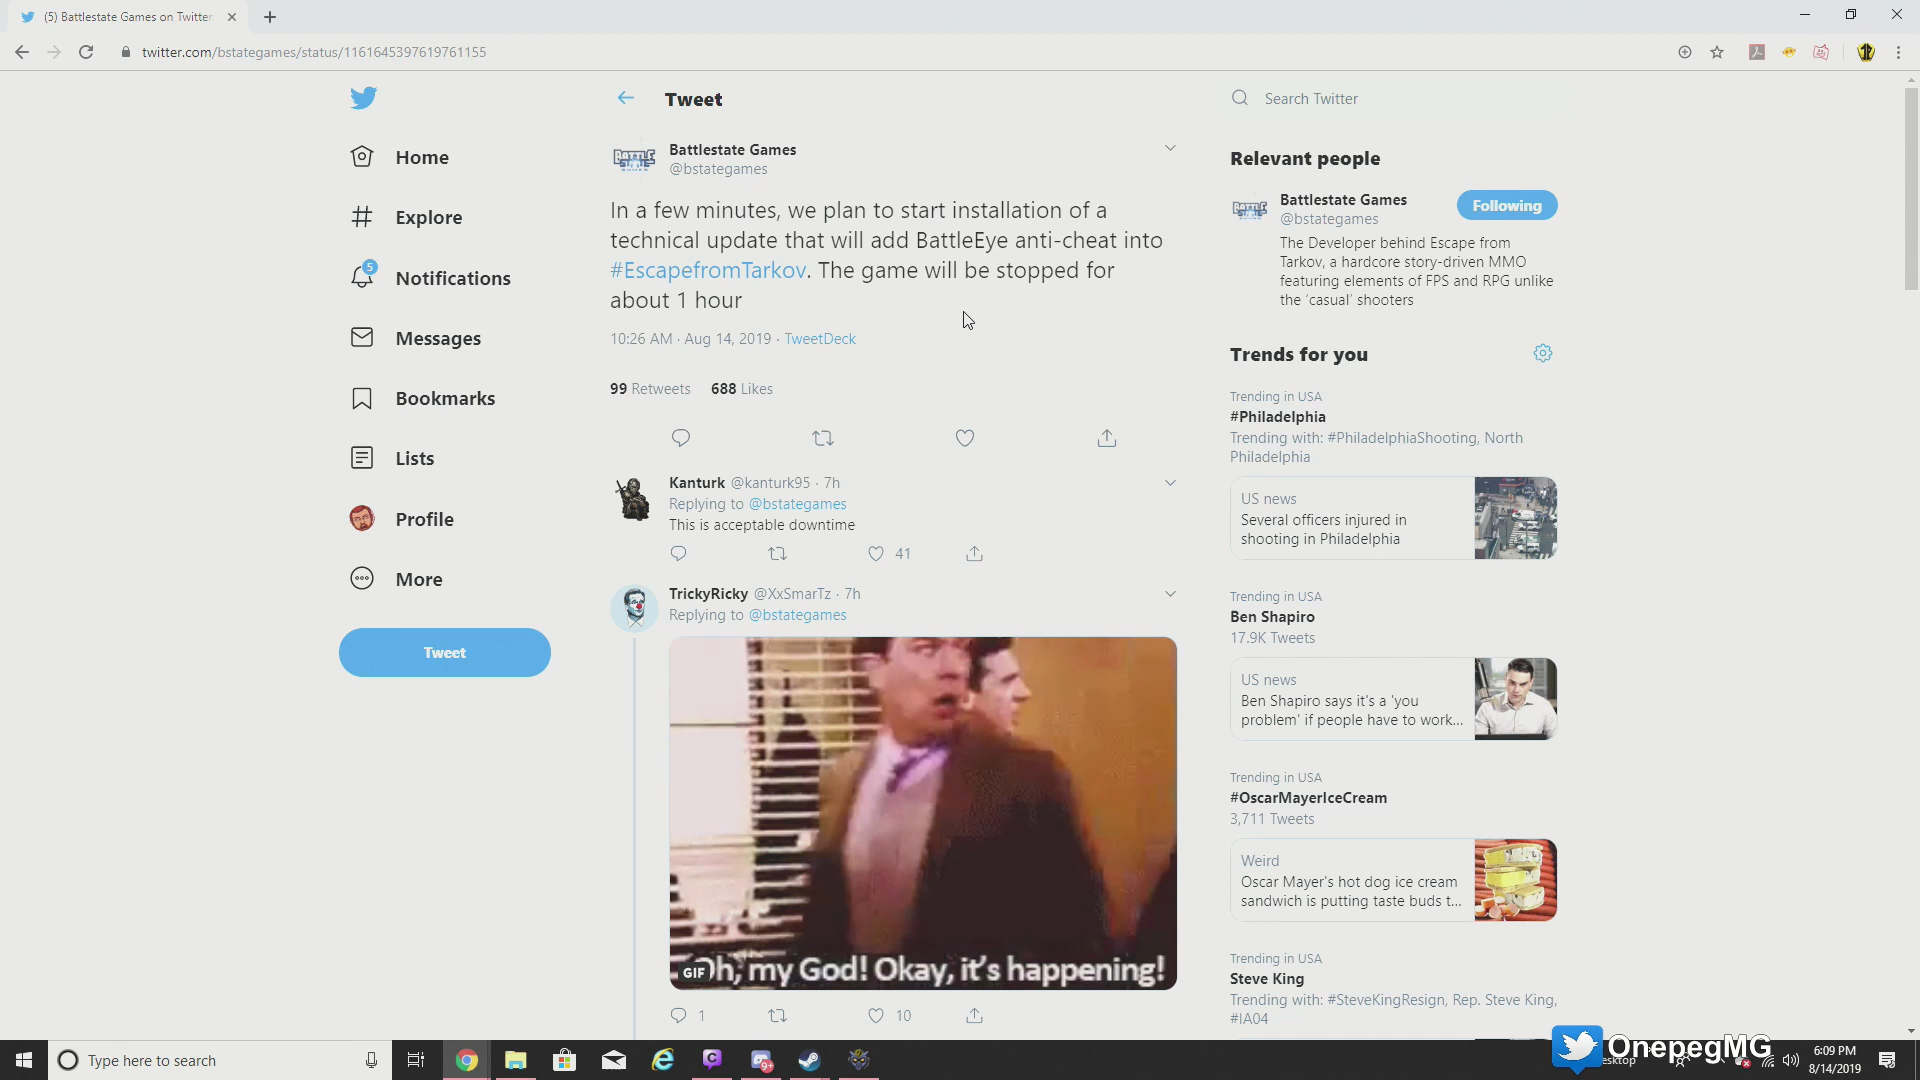 (5) Battlestate Games on Twitter
twitter.com/bstategames/status/1161645397619761155
Home
Explore
5
Notifications
Messages
Bookmarks
Lists
Profile
More
Tweet
Tweet
Battlestate Games
@bstategames
In a few minutes, we plan to start installation of a
technical update that will add BattleEye anti-cheat into
#EscapefromTarkov. The game will be stopped for
about 1 hour
10:26 AM · Aug 14, 2019 · TweetDeck
99 Retweets 688 Likes
Kanturk @kanturk95 · 7h
Replying to @bstategames
This is acceptable downtime
41
TrickyRicky @XxSmarTz · 7h
Replying to @bstategames
GIF
Oh, my God! Okay, it's happening!
1 10
Search Twitter
Relevant people
Battlestate Games
@bstategames
Following
The Developer behind Escape from
Tarkov, a hardcore story-driven MMO
featuring elements of FPS and RPG unlike
the ‘casual’ shooters
Trends for you
Trending in USA
#Philadelphia
Trending with: #PhiladelphiaShooting, North
Philadelphia
US news
Several officers injured in
shooting in Philadelphia
Trending in USA
Ben Shapiro
17.9K Tweets
US news
Ben Shapiro says it's a 'you
problem' if people have to work...
Trending in USA
#OscarMayerIceCream
3,711 Tweets
Weird
Oscar Mayer's hot dog ice cream
sandwich is putting taste buds t...
Trending in USA
Steve King
Trending with: #SteveKingResign, Rep. Steve King,
#IA04
Type here to search
9+
OnepegMG
6:09 PM
8/14/2019